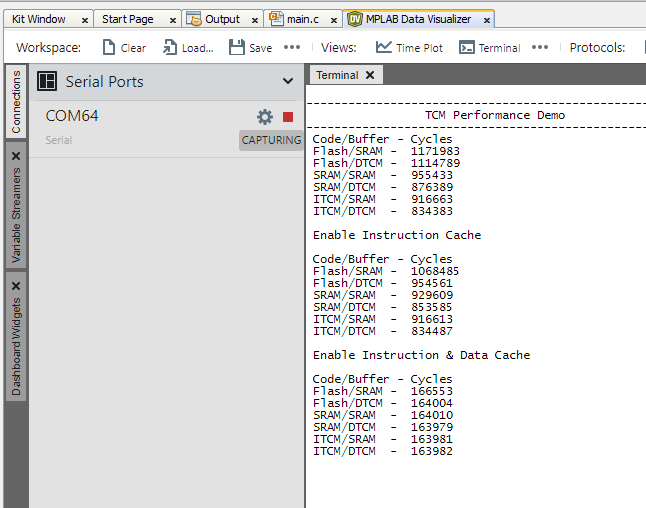 Kit Window Start Page Output main.c MPLAB Data Visualizer
Workspace: Clear Load... Save Views: Time Plot Terminal Protocols:
Connections
Variable Streamers
Dashboard Widgets
Serial Ports
COM64
Serial CAPTURING
Terminal
TCM Performance Demo
Code/Buffer - Cycles
Flash/SRAM - 1171983
Flash/DTCM - 1114789
SRAM/SRAM - 955433
SRAM/DTCM - 876389
ITCM/SRAM - 916663
ITCM/DTCM - 834383
Enable Instruction Cache
Code/Buffer - Cycles
Flash/SRAM - 1068485
Flash/DTCM - 954561
SRAM/SRAM - 929609
SRAM/DTCM - 853585
ITCM/SRAM - 916613
ITCM/DTCM - 834487
Enable Instruction & Data Cache
Code/Buffer - Cycles
Flash/SRAM - 166553
Flash/DTCM - 164004
SRAM/SRAM - 164010
SRAM/DTCM - 163979
ITCM/SRAM - 163981
ITCM/DTCM - 163982